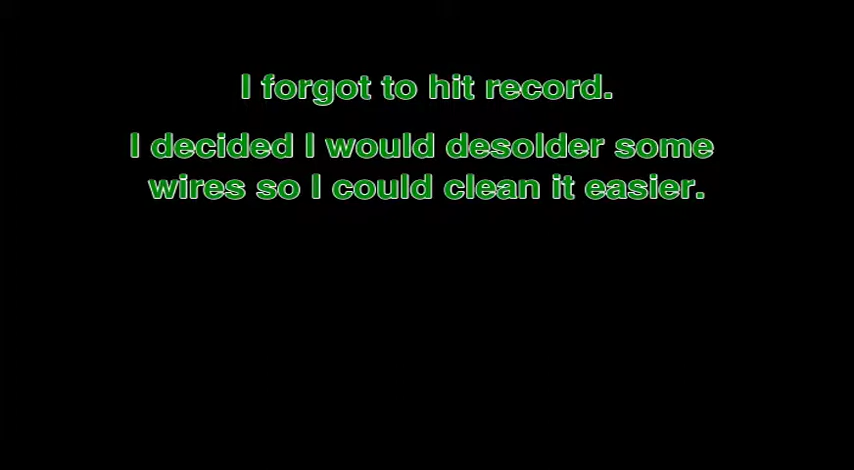 I forgot to hit record.
I decided I would desolder some
wires so I could clean it easier.